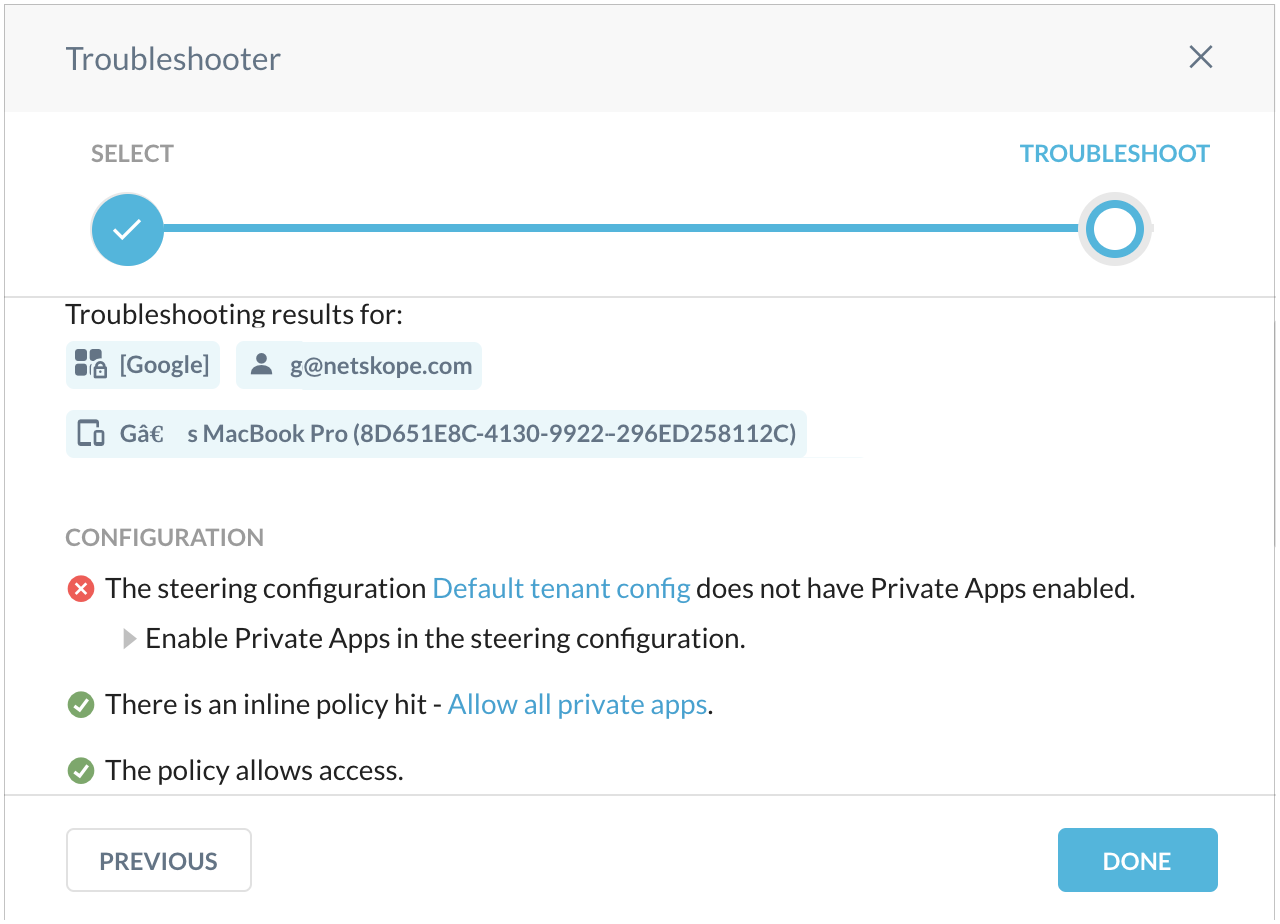 Troubleshooter
SELECT
TROUBLESHOOT
Troubleshooting results for:
[Google] g@netskope.com
Gâ€ s MacBook Pro (8D651E8C-4130-9922–296ED258112C)
CONFIGURATION
The steering configuration Default tenant config does not have Private Apps enabled.
Enable Private Apps in the steering configuration.
There is an inline policy hit - Allow all private apps.
The policy allows access.
PREVIOUS
DONE